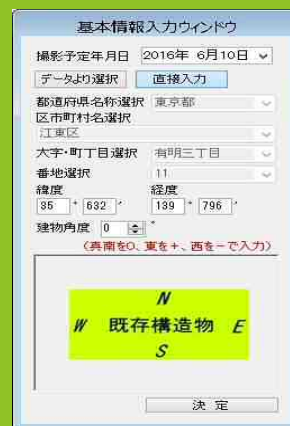 基本情報入力ウィンドウ
撮影予定年月日 2016年 6月10日
データより選択 直接入力
都道府県名称選択 東京都
区市町村名選択
江東区
大字・町丁目選択 有明三丁目
番地選択 11
緯度 経度
35 ° 632 ′ 139 ° 796 ′
建物角度 0 °
(真南を0、東を+、西を-で入力)
N
W 既存構造物 E
S
決 定